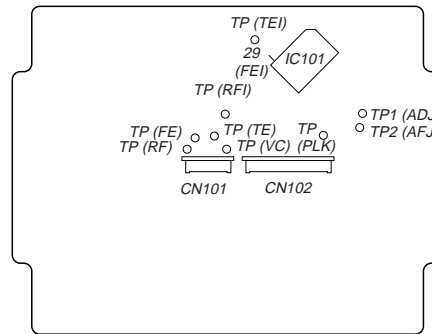 TP (TEI)
29
(FEI)
IC101
TP (RFI)
TP1 (ADJ
TP2 (AFJ
TP (FE)
TP (TE)
TP
TP (RF)
TP (VC)
(PLK)
CN101
CN102